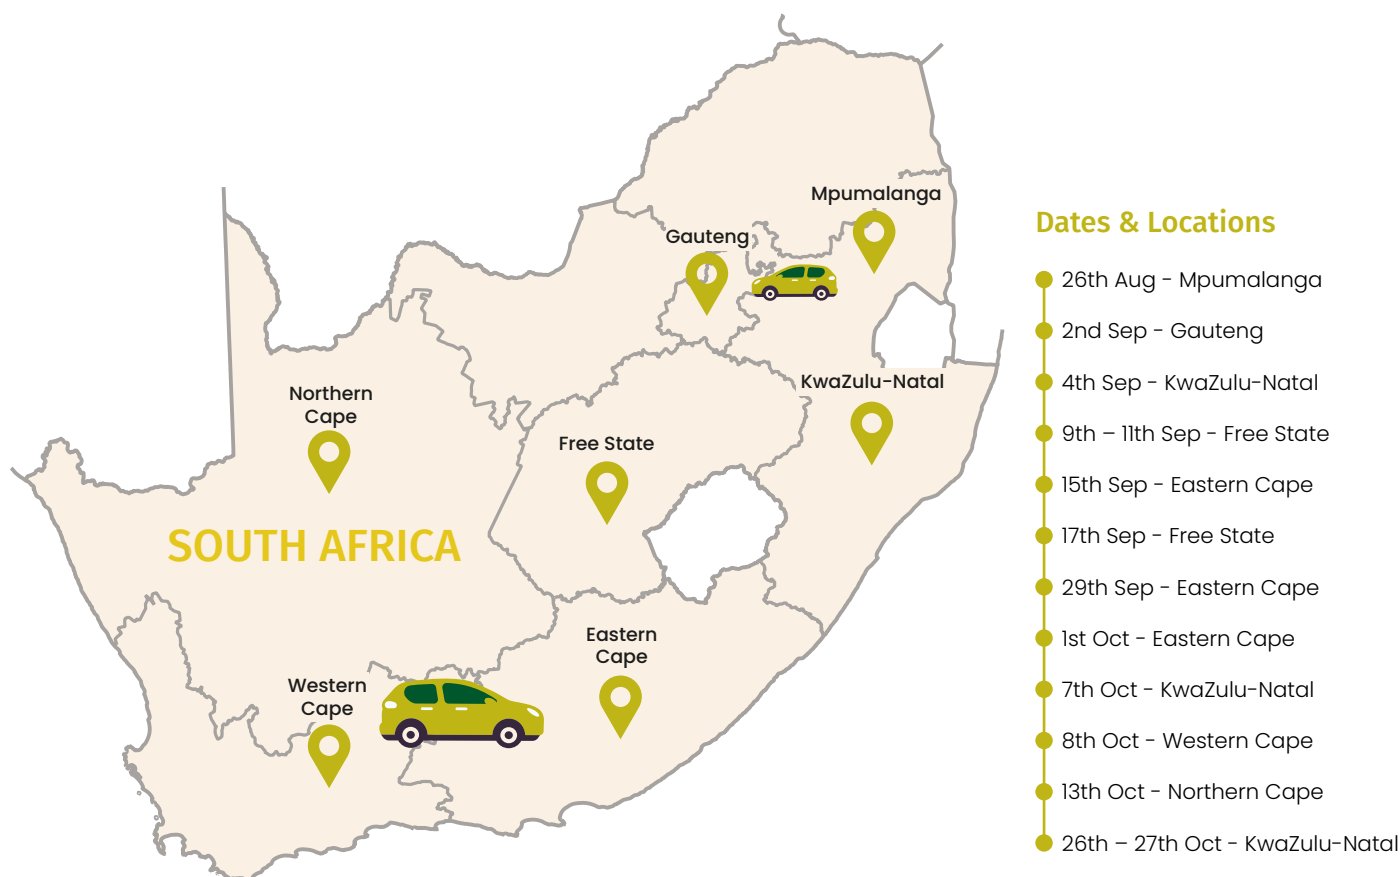 Mpumalanga
Gauteng
KwaZulu-Natal
Northern
Cape
Free State
SOUTH AFRICA
Eastern
Cape
Western
Cape
Dates & Locations
26th Aug - Mpumalanga
2nd Sep - Gauteng
4th Sep - KwaZulu-Natal
9th – 11th Sep - Free State
15th Sep - Eastern Cape
17th Sep - Free State
29th Sep - Eastern Cape
1st Oct - Eastern Cape
7th Oct - KwaZulu-Natal
8th Oct - Western Cape
13th Oct - Northern Cape
26th – 27th Oct - KwaZulu-Natal